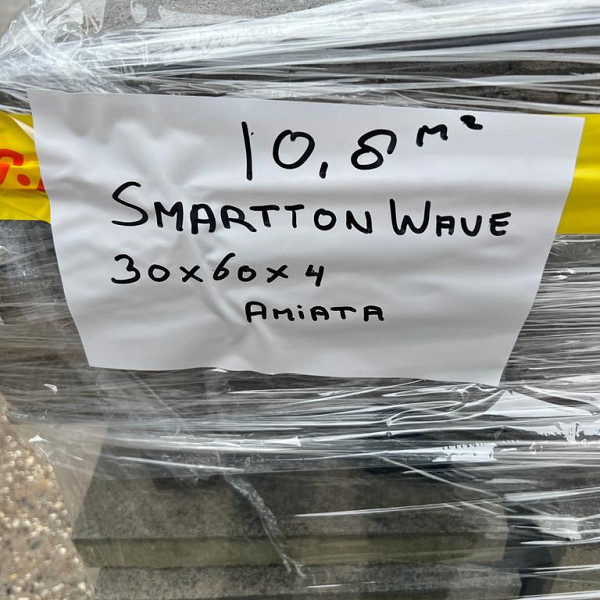 10,8 m²
SMARTTON WAVE
30x60x4
AMiATA